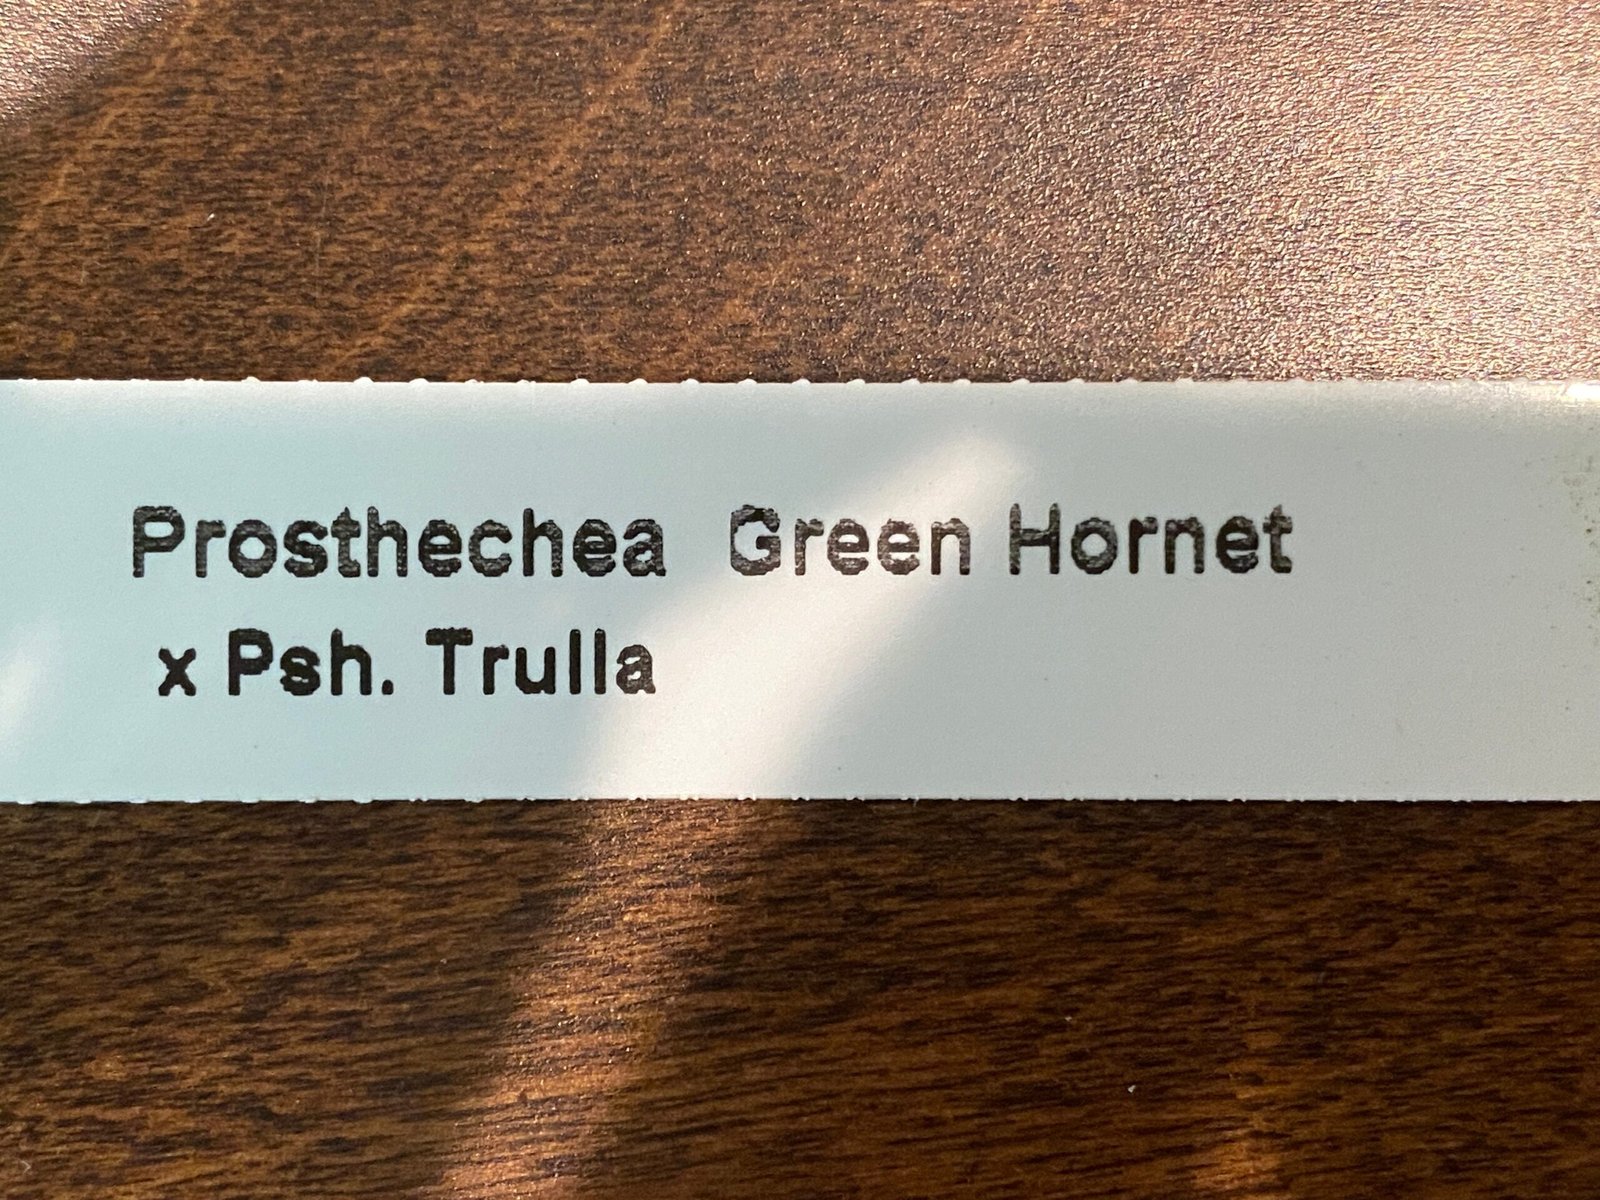 Prosthechea Green Hornet
x Psh. Trulla